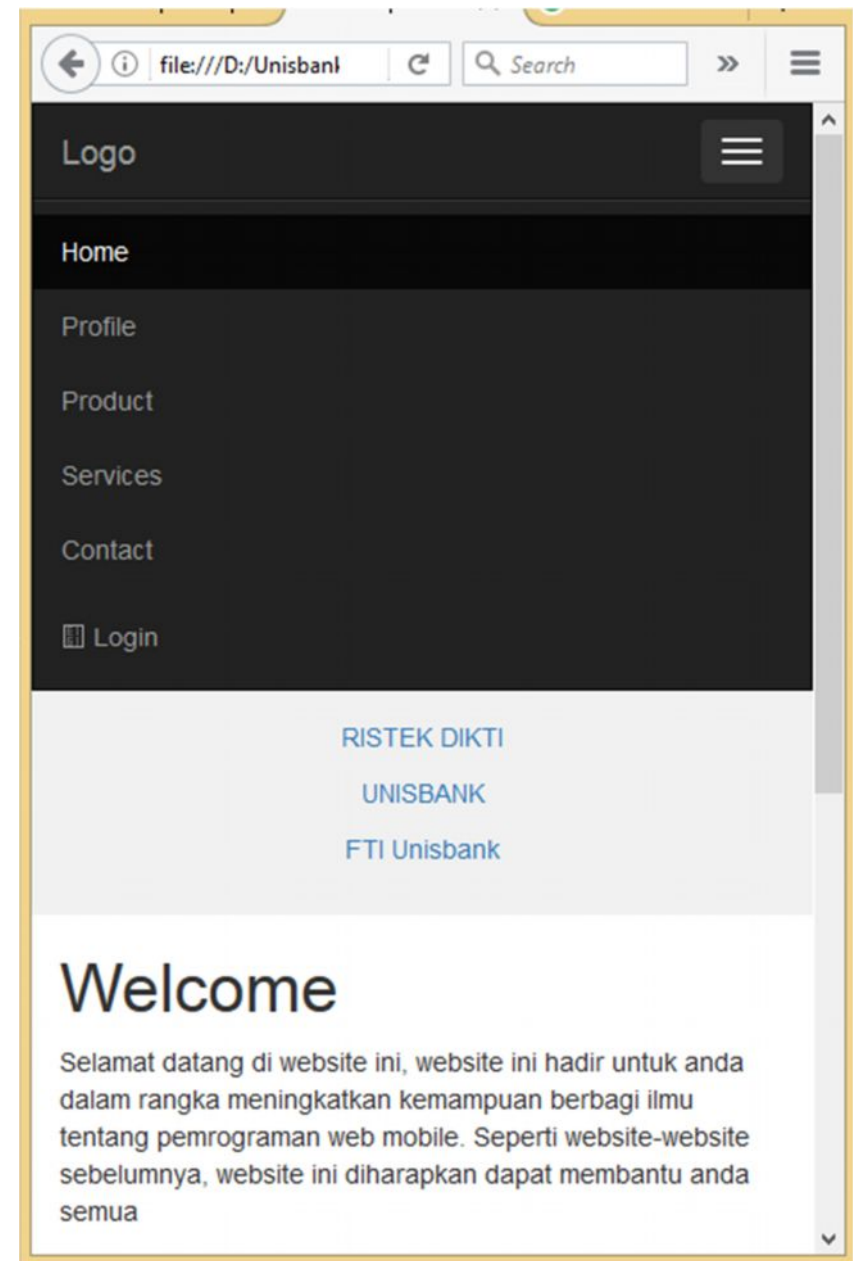 file:///D:/Unisbank
Search
Logo
Home
Profile
Product
Services
Contact
Login
RISTEK DIKTI
UNISBANK
FTI Unisbank
Welcome
Selamat datang di website ini, website ini hadir untuk anda
dalam rangka meningkatkan kemampuan berbagi ilmu
tentang pemrograman web mobile. Seperti website-website
sebelumnya, website ini diharapkan dapat membantu anda
semua